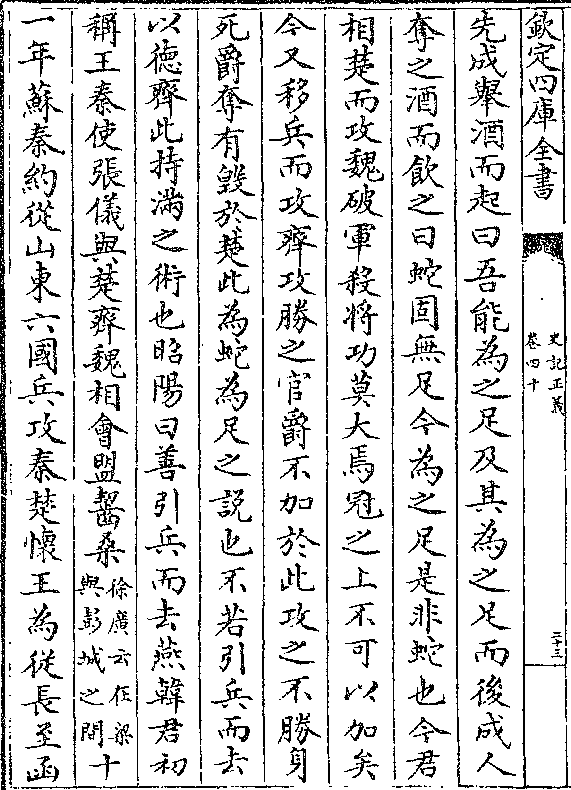 欽定四庫全書
史記正義
卷四十
二十三
先成舉酒而起曰吾能為之足及其為之足而後成人
奪之酒而飲之曰蛇固無足今為之足是非蛇也今君
相楚而攻魏破軍殺將功莫大焉冠之上不可以加矣
今又移兵而攻齊攻勝之官爵不加於此攻之不勝身
死爵奪有毀於楚此為蛇為足之説也不若引兵而去
以德齊此持滿之術也昭陽曰善引兵而去燕韓君初
稱王秦使張儀與楚齊魏相會盟齧桑徐廣云在梁與彭城之間十
一年蘇秦約從山東六國兵攻秦楚懷王為從長至函